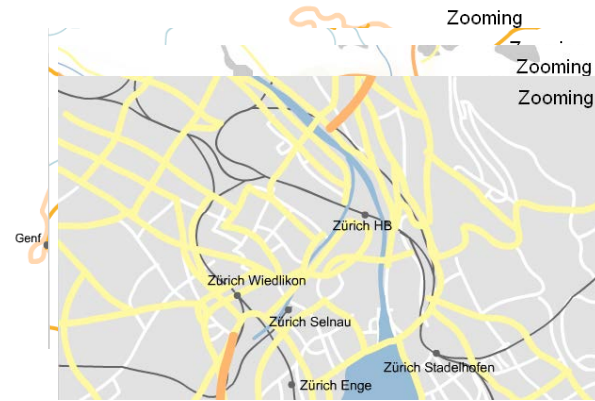 Zooming
Zooming
Zooming
Genf
Zürich HB
Zürich Wiedlikon
Zürich Selnau
Zürich Stadelhofen
Zürich Enge